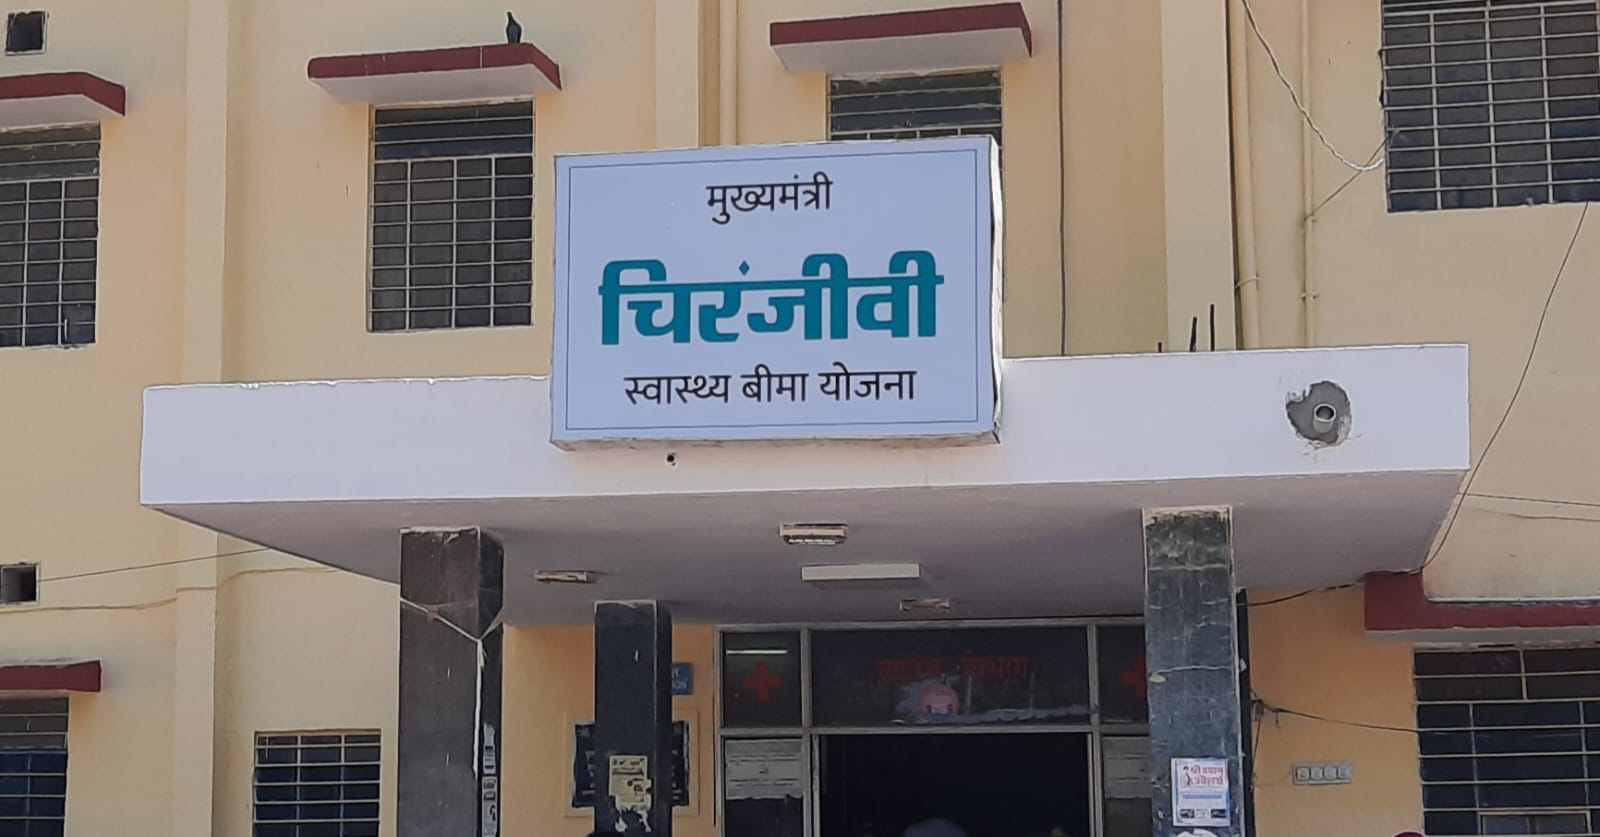 मुख्यमंत्री
चिरंजीवी
स्वास्थ्य बीमा योजना
विभाग